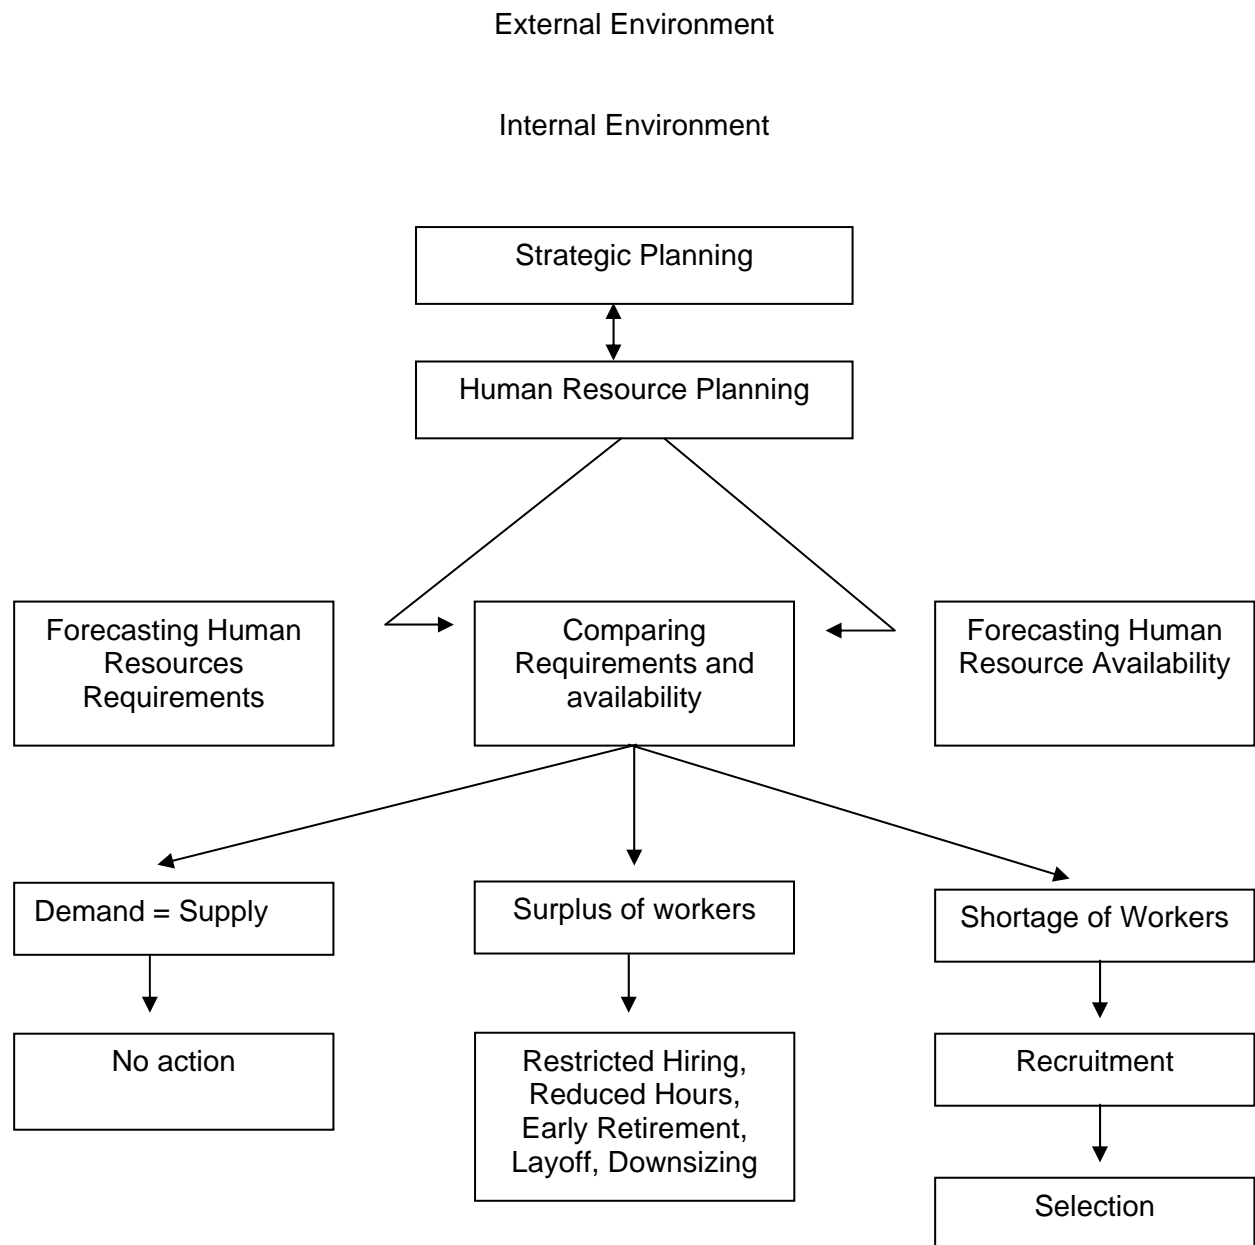 External Environment
Internal Environment
Strategic Planning
Human Resource Planning
Forecasting Human
Resources
Requirements
Comparing
Requirements and
availability
Forecasting Human
Resource Availability
Demand = Supply
Surplus of workers
Shortage of Workers
No action
Restricted Hiring,
Reduced Hours,
Early Retirement,
Layoff, Downsizing
Recruitment
Selection